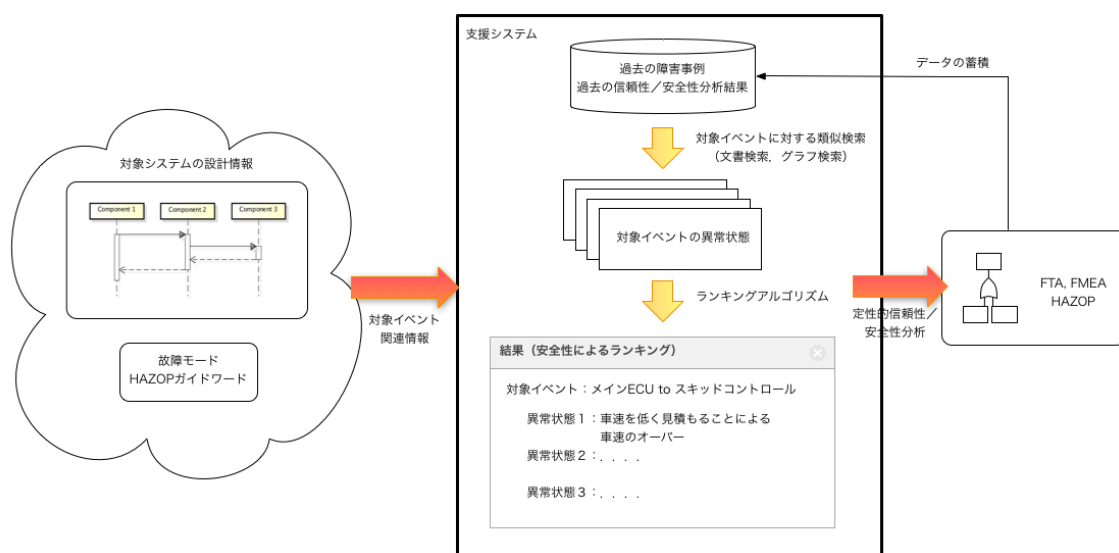 支援システム
過去の障害事例
過去の信頼性／安全性分析結果
データの蓄積
対象イベントに対する類似検索
（文書検索，グラフ検索）
対象システムの設計情報
Component 1
Component 2
Component 3
対象イベントの異常状態
対象イベント
関連情報
ランキングアルゴリズム
定性的信頼性／
安全性分析
FTA, FMEA
HAZOP
故障モード
HAZOPガイドワード
結果（安全性によるランキング）
対象イベント：メインECU to スキッドコントロール
異常状態１：車速を低く見積もることによる
車速のオーバー
異常状態２：．．．．
異常状態３：．．．．